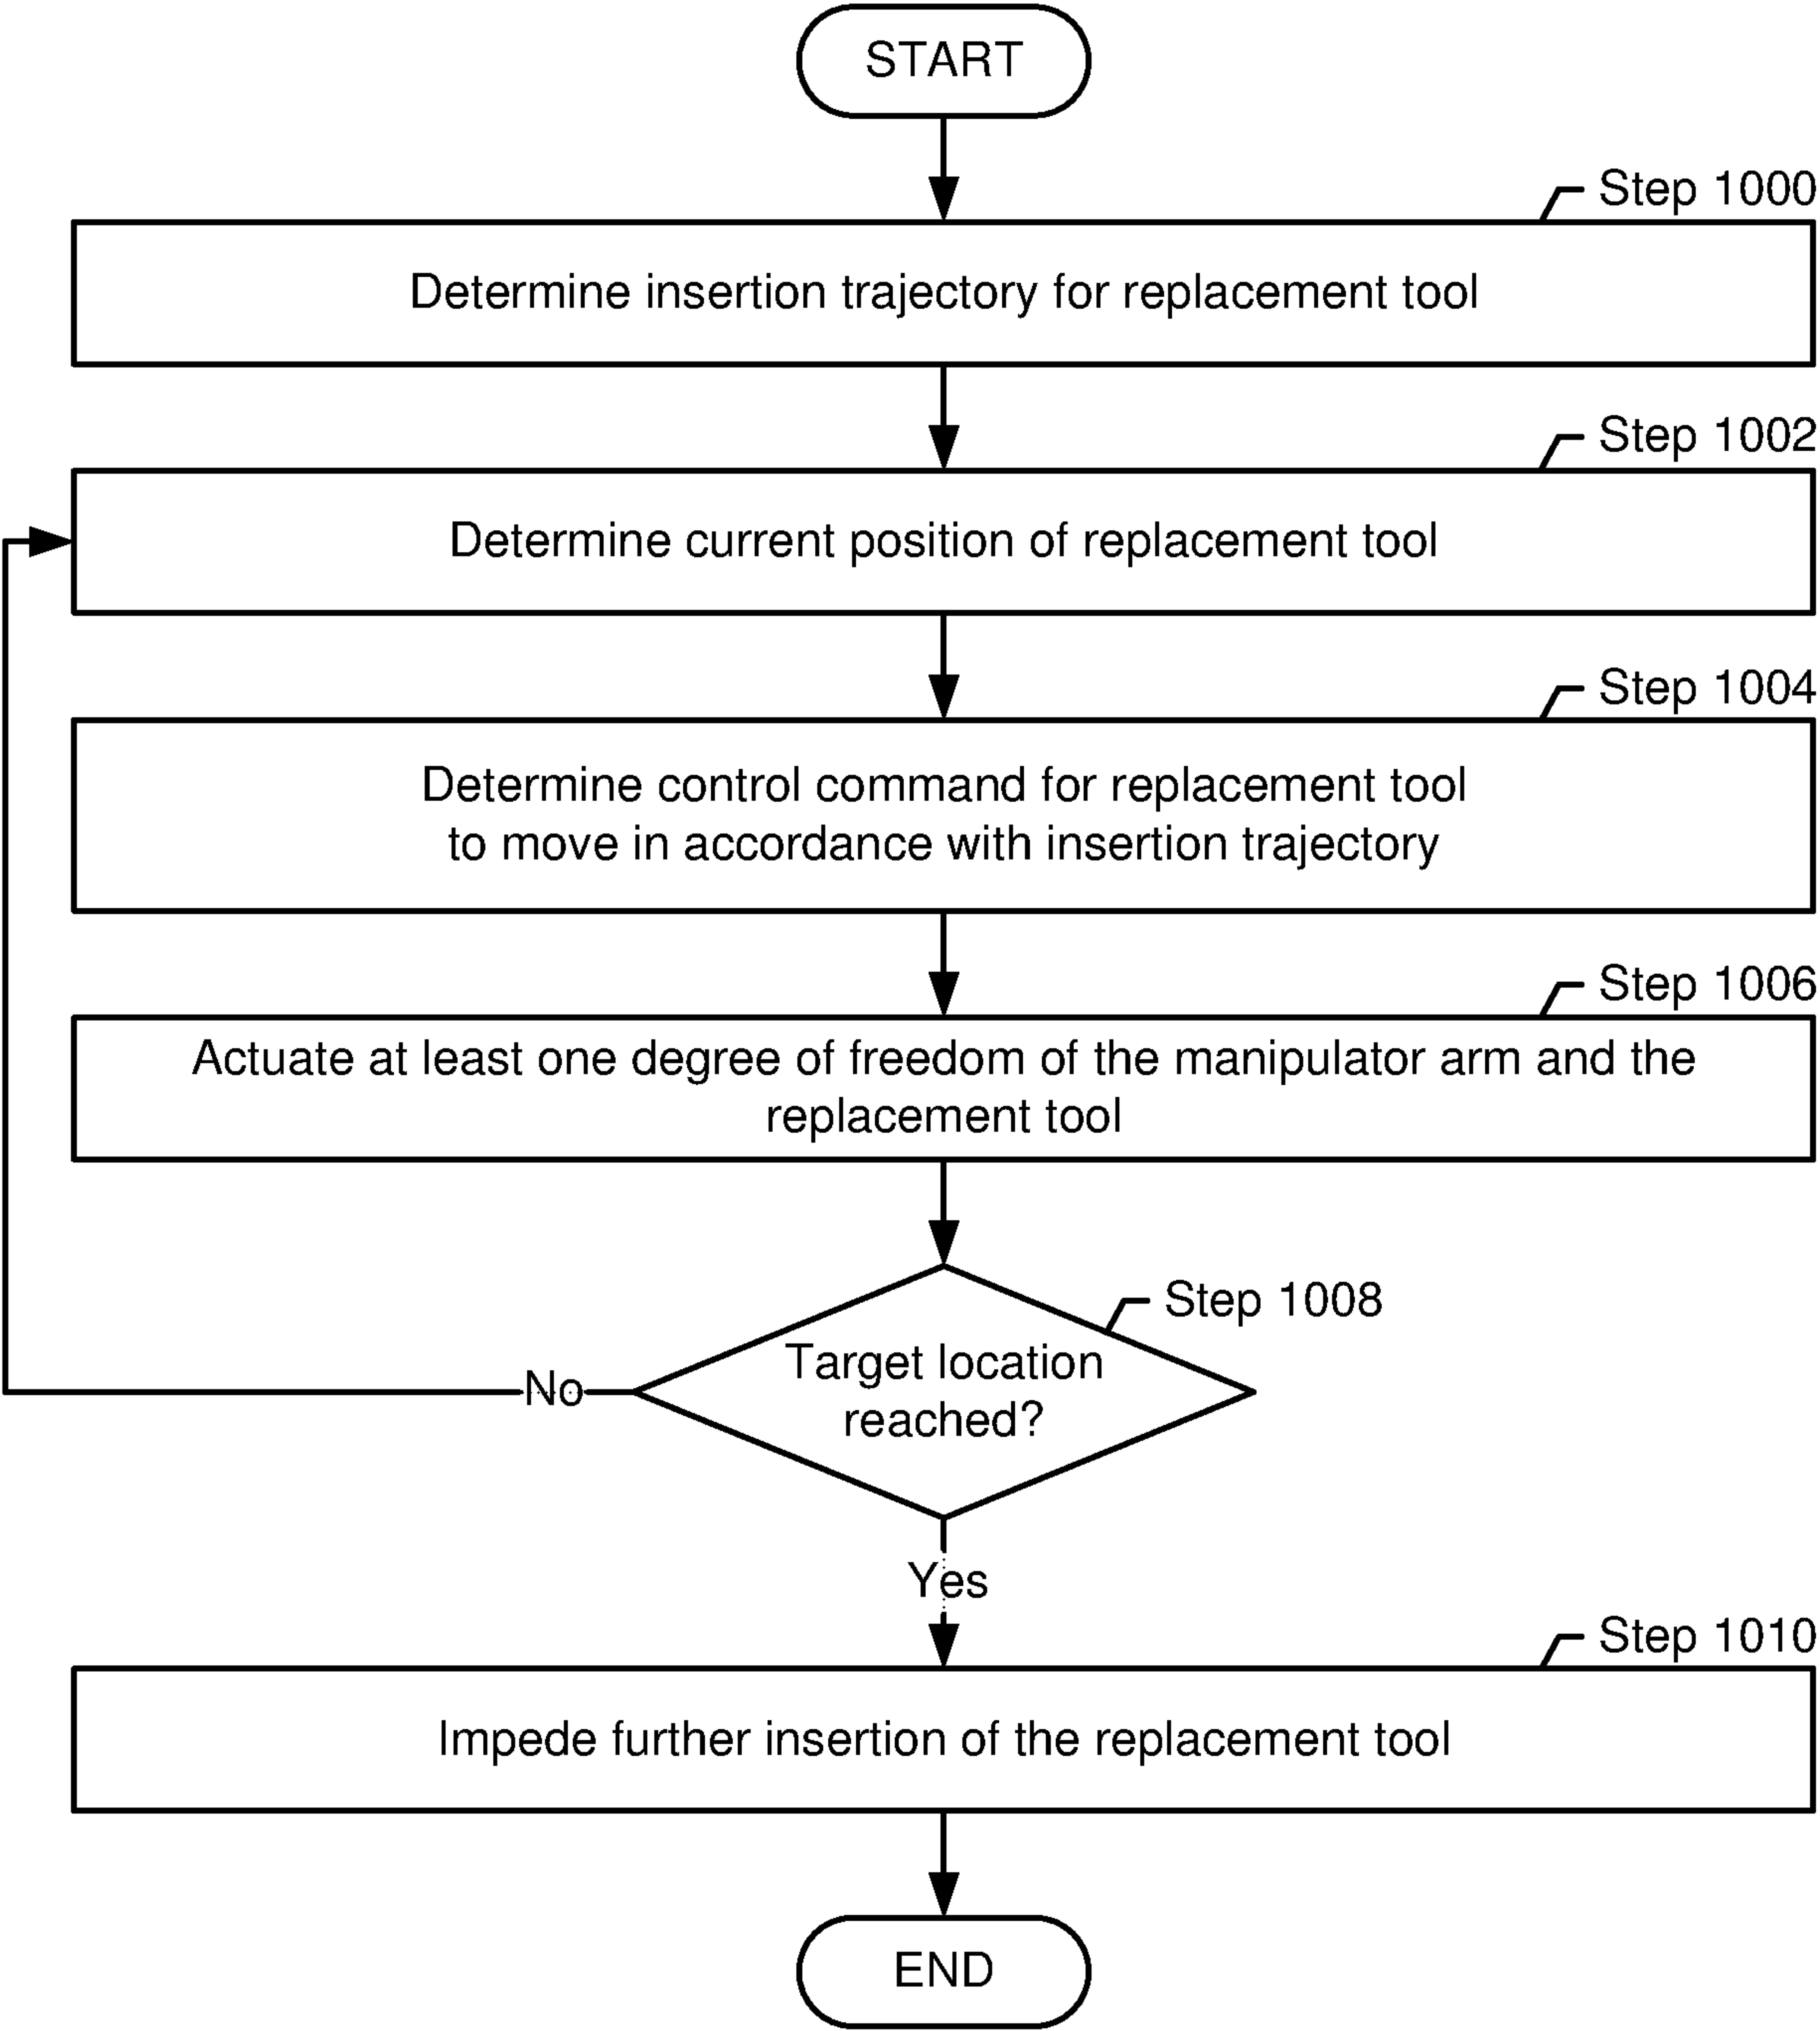 START
Step 1000
Determine insertion trajectory for replacement tool
Step 1002
Determine current position of replacement tool
Step 1004
Determine control command for replacement tool
to move in accordance with insertion trajectory
Step 1006
Actuate at least one degree of freedom of the manipulator arm and the
replacement tool
Step 1008
Target location
reached?
No
Yes
Step 1010
Impede further insertion of the replacement tool
END